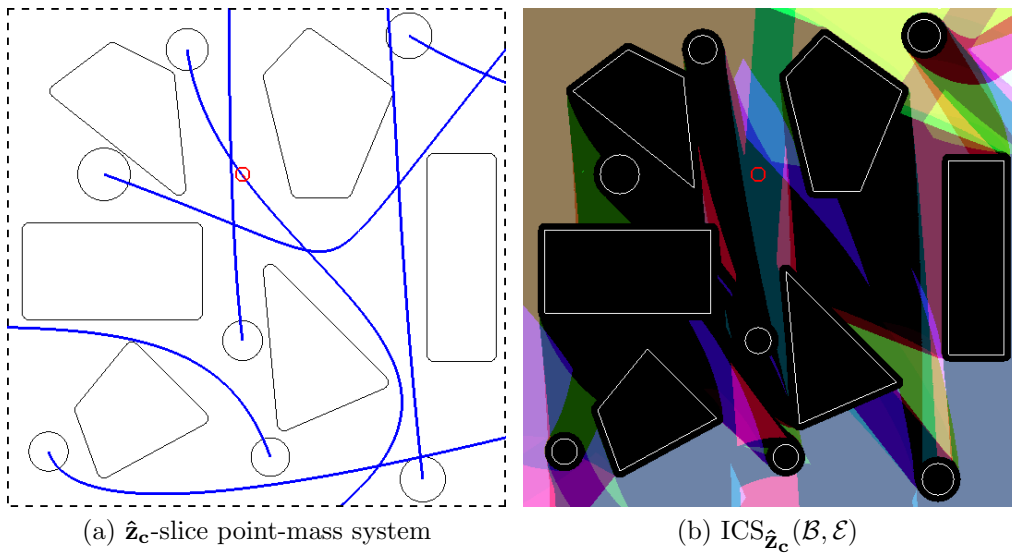 (a) ẑ_c-slice point-mass system
(b) ICS_ẑ_c(ℬ, ℰ)